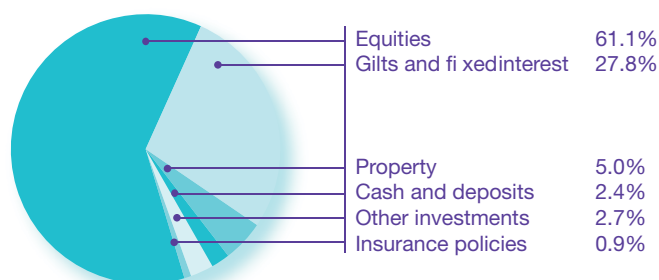 Equities 61.1%
Gilts and fi xedinterest 27.8%
Property 5.0%
Cash and deposits 2.4%
Other investments 2.7%
Insurance policies 0.9%